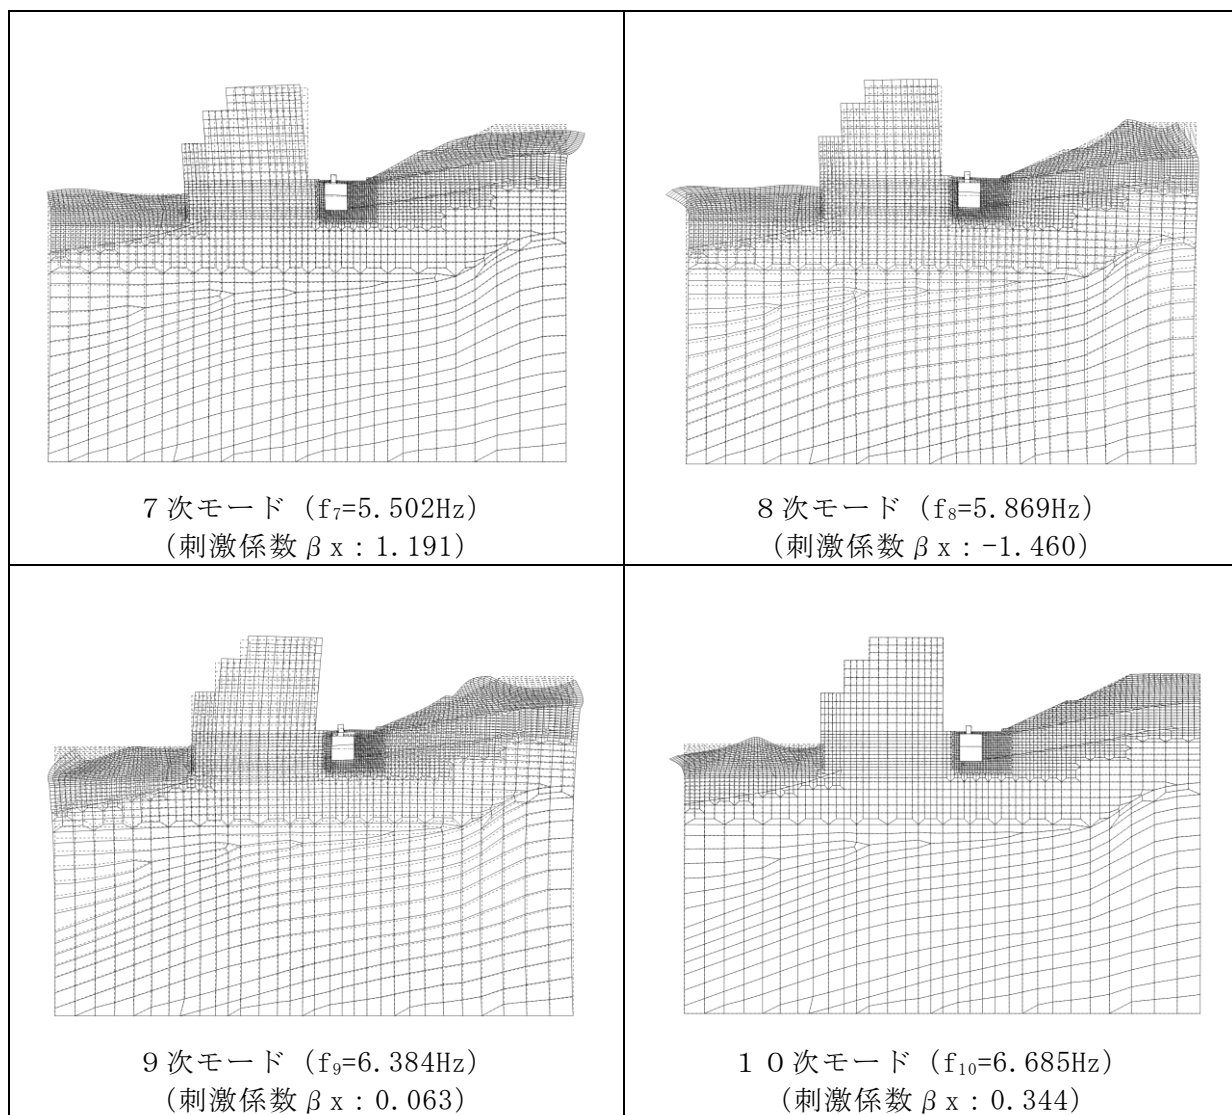 ７次モード（f₇=5.502Hz）
（刺激係数βx：1.191）
８次モード（f₈=5.869Hz）
（刺激係数βx：-1.460）
９次モード（f₉=6.384Hz）
（刺激係数βx：0.063）
１０次モード（f₁₀=6.685Hz）
（刺激係数βx：0.344）